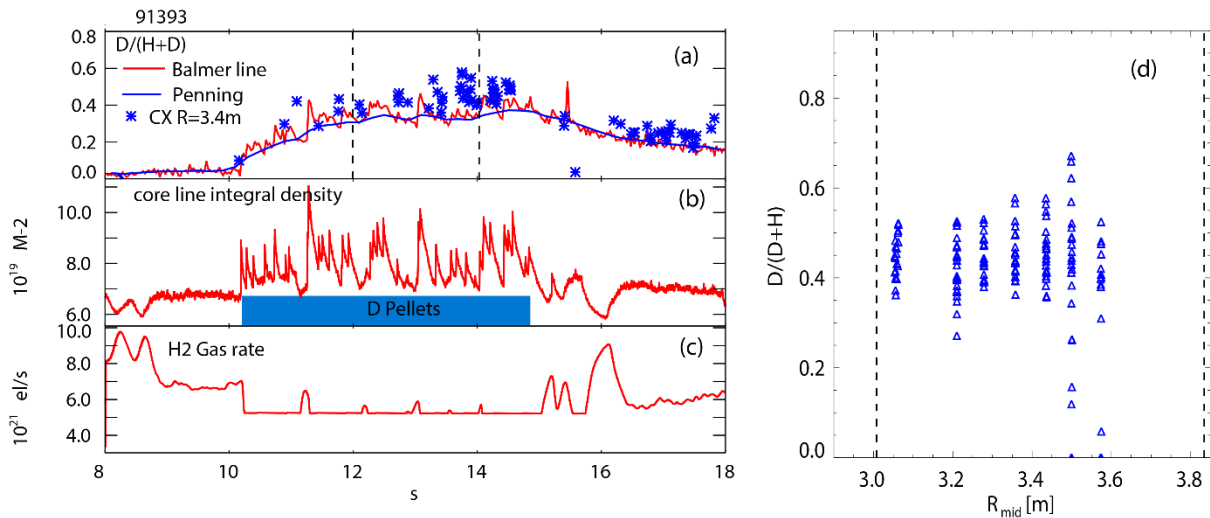 91393
D/(H+D)
(a)
Balmer line
Penning
CX R=3.4m
0.8
0.6
0.4
0.2
0.0
core line integral density
(b)
10^19 M-2
10.0
8.0
6.0
D Pellets
H2 Gas rate
(c)
10^21 el/s
10.0
8.0
6.0
4.0
8 10 12 14 16 18
s
(d)
D/(D+H)
0.8
0.6
0.4
0.2
0.0
3.0 3.2 3.4 3.6 3.8
R_mid [m]